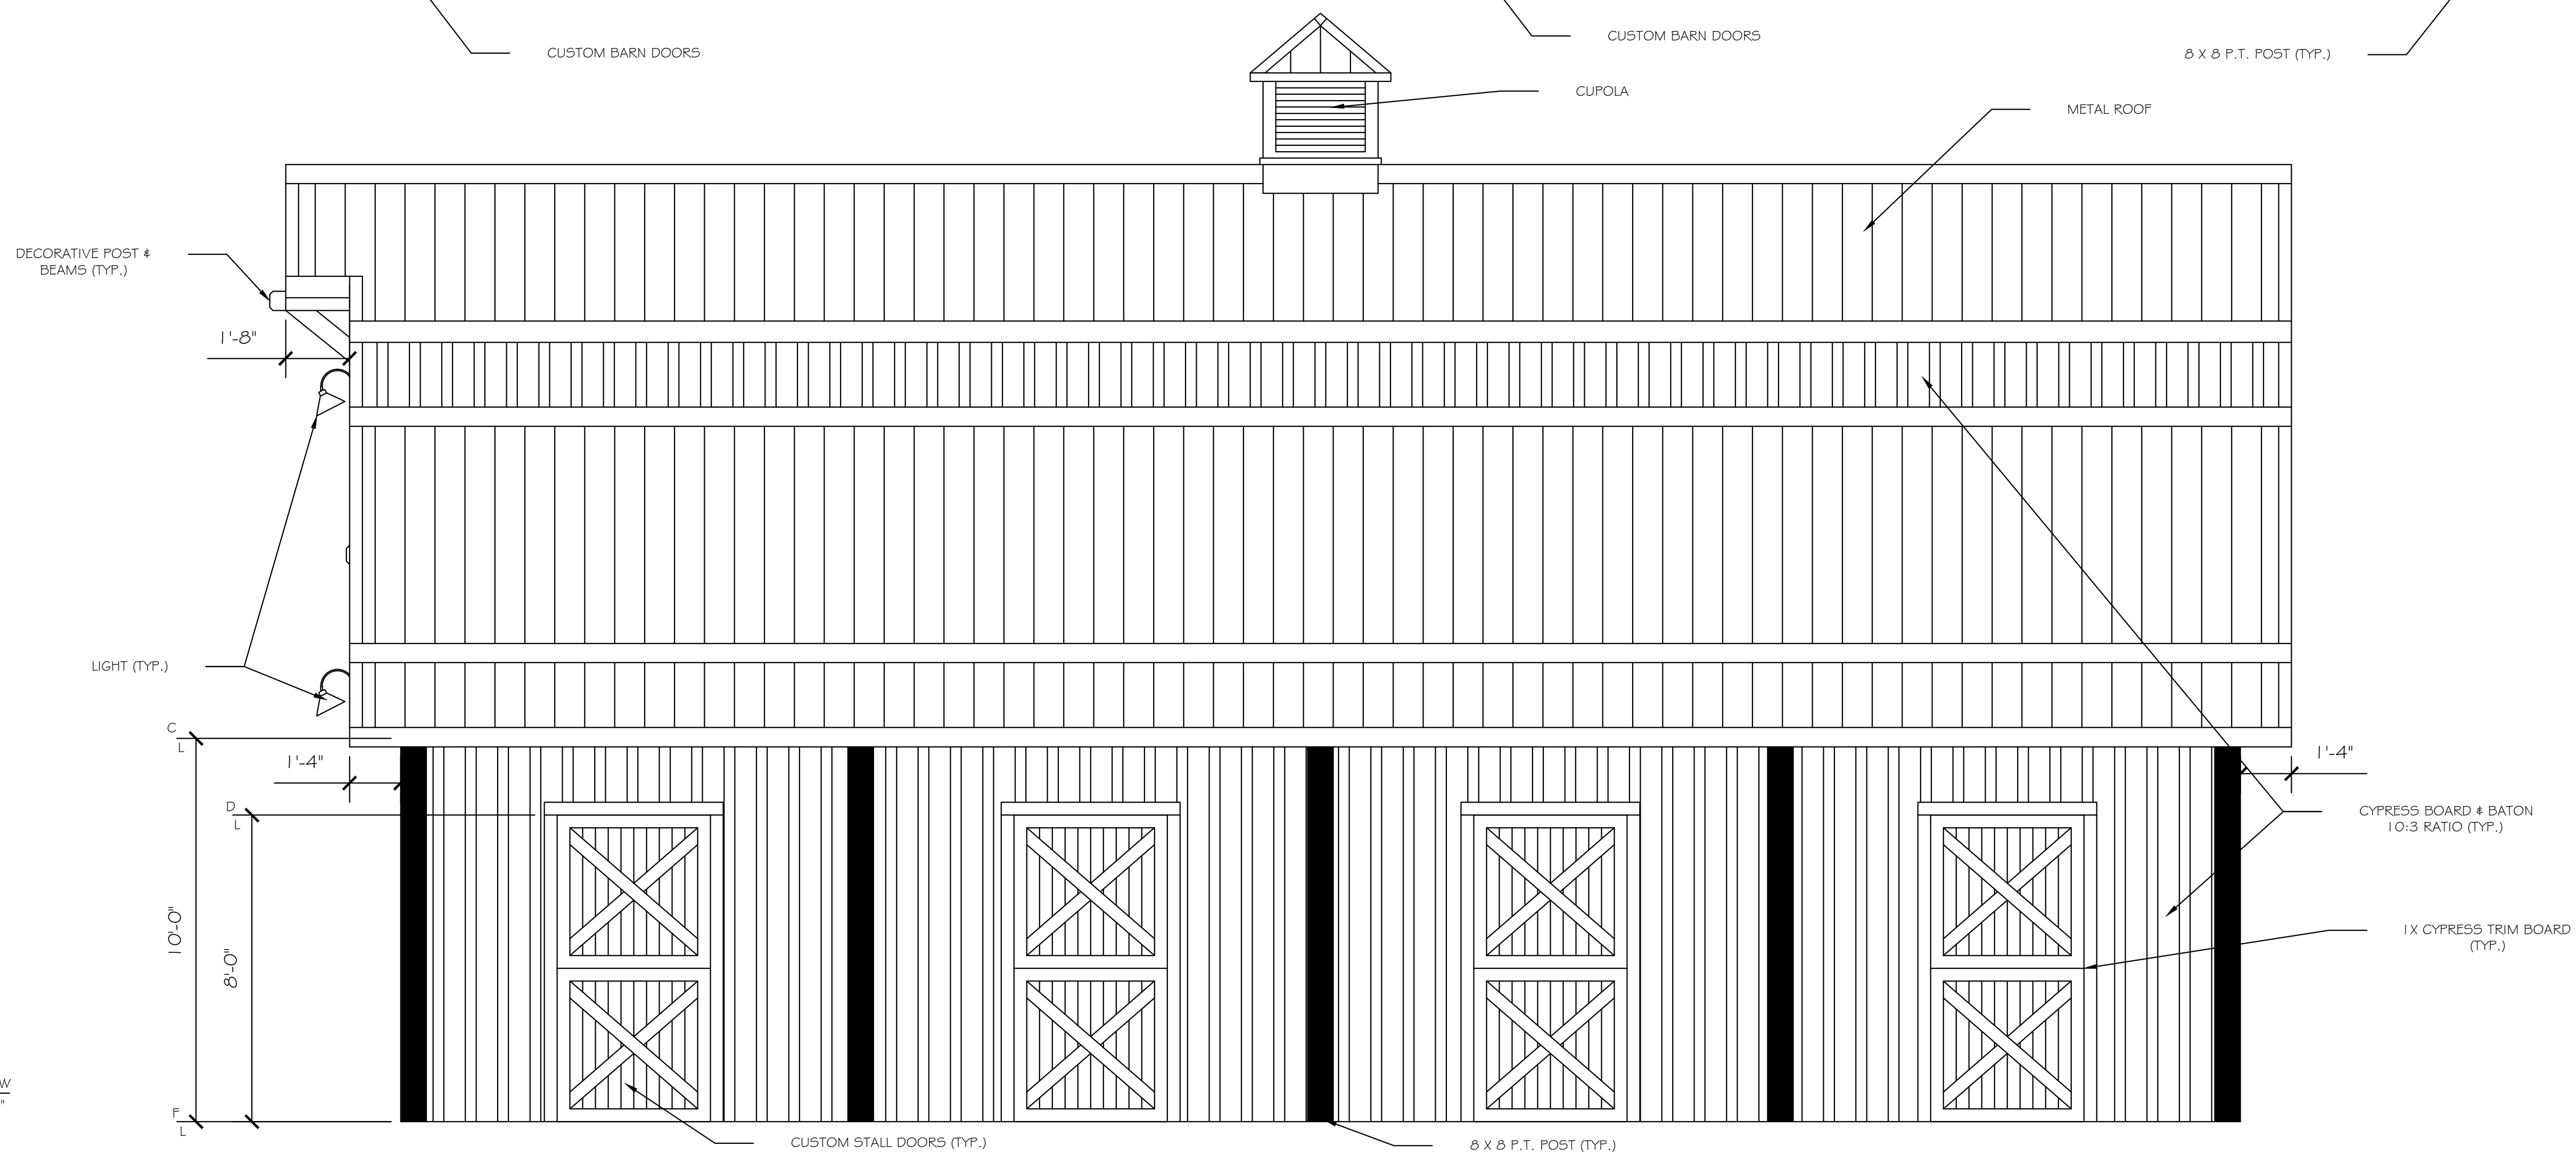 CUSTOM BARN DOORS
CUSTOM BARN DOORS
8 X 8 P.T. POST (TYP.)
CUPOLA
METAL ROOF
DECORATIVE POST &
BEAMS (TYP.)
1'-8"
LIGHT (TYP.)
C
L
1'-4"
1'-4"
D
L
CYPRESS BOARD & BATON
10:3 RATIO (TYP.)
10'-0"
8'-0"
1X CYPRESS TRIM BOARD
(TYP.)
W
"
F
L
CUSTOM STALL DOORS (TYP.)
8 X 8 P.T. POST (TYP.)